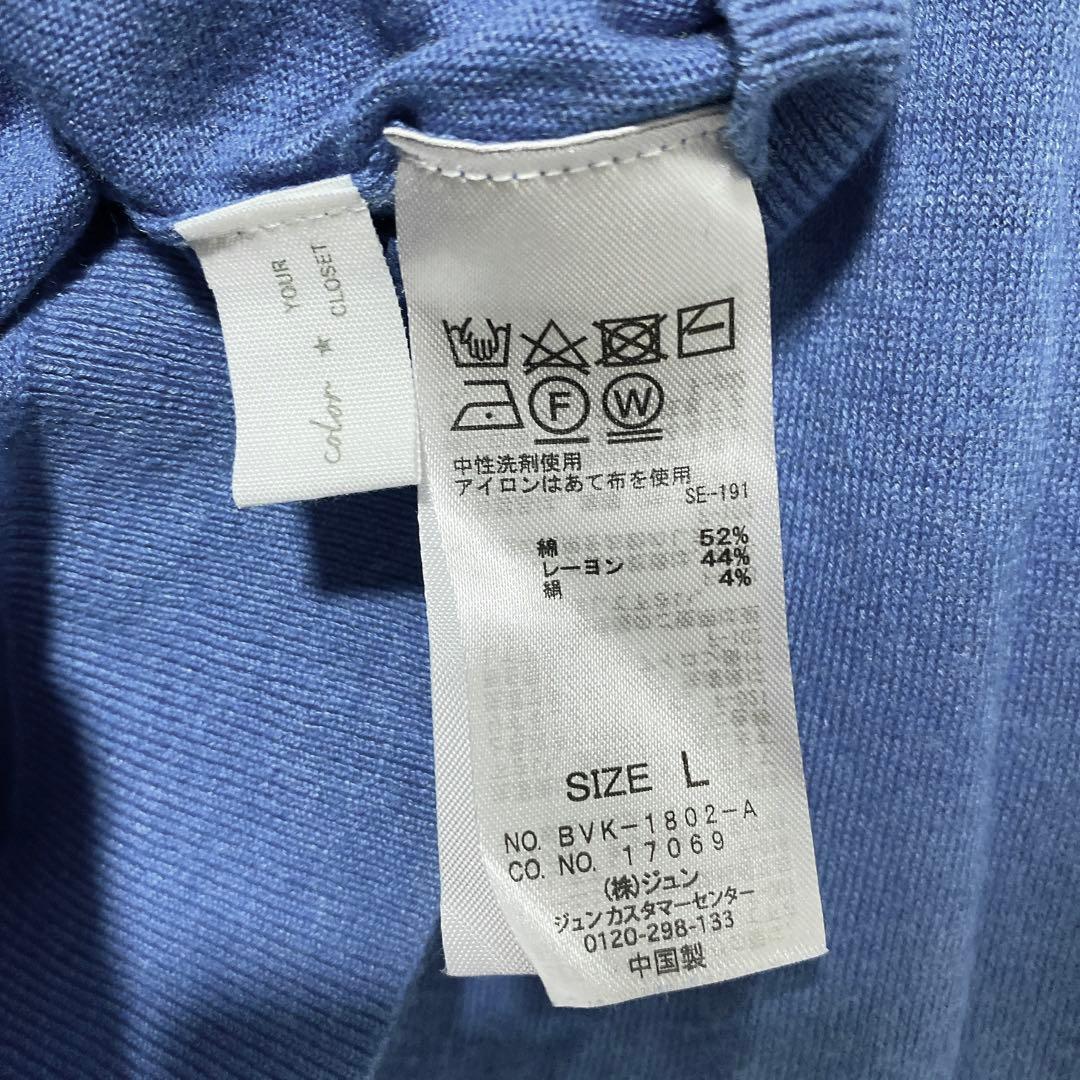 YOUR
CLOSET
color ★
F W
中性洗剤使用
アイロンはあて布を使用
SE-191
綿 52%
レーヨン 44%
絹 4%
SIZE L
NO. BVK-1802-A
CO. NO. 17069
(株)ジュン
ジュンカスタマーセンター
0120-298-133
中国製